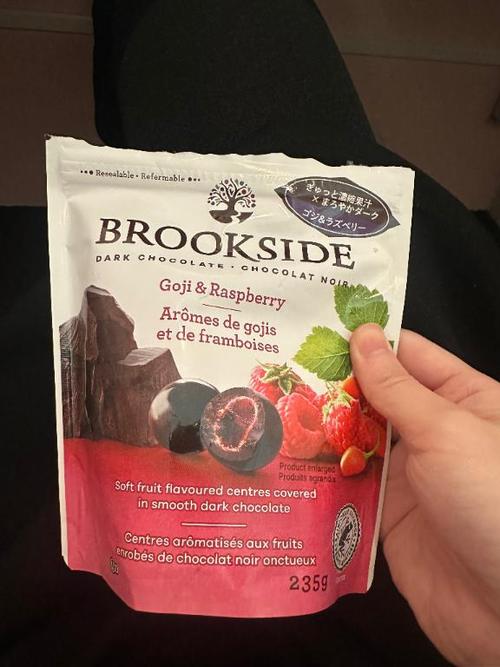 Resealable • Refermable
ぎゅっと濃縮果汁
×まろやかダーク
ゴジ&ラズベリー
BROOKSIDE
DARK CHOCOLATE • CHOCOLAT NOIR
Goji & Raspberry
Arômes de gojis
et de framboises
Product enlarged
Produits agrandis
Soft fruit flavoured centres covered
in smooth dark chocolate
Centres arômatisés aux fruits
enrobés de chocolat noir onctueux
235g